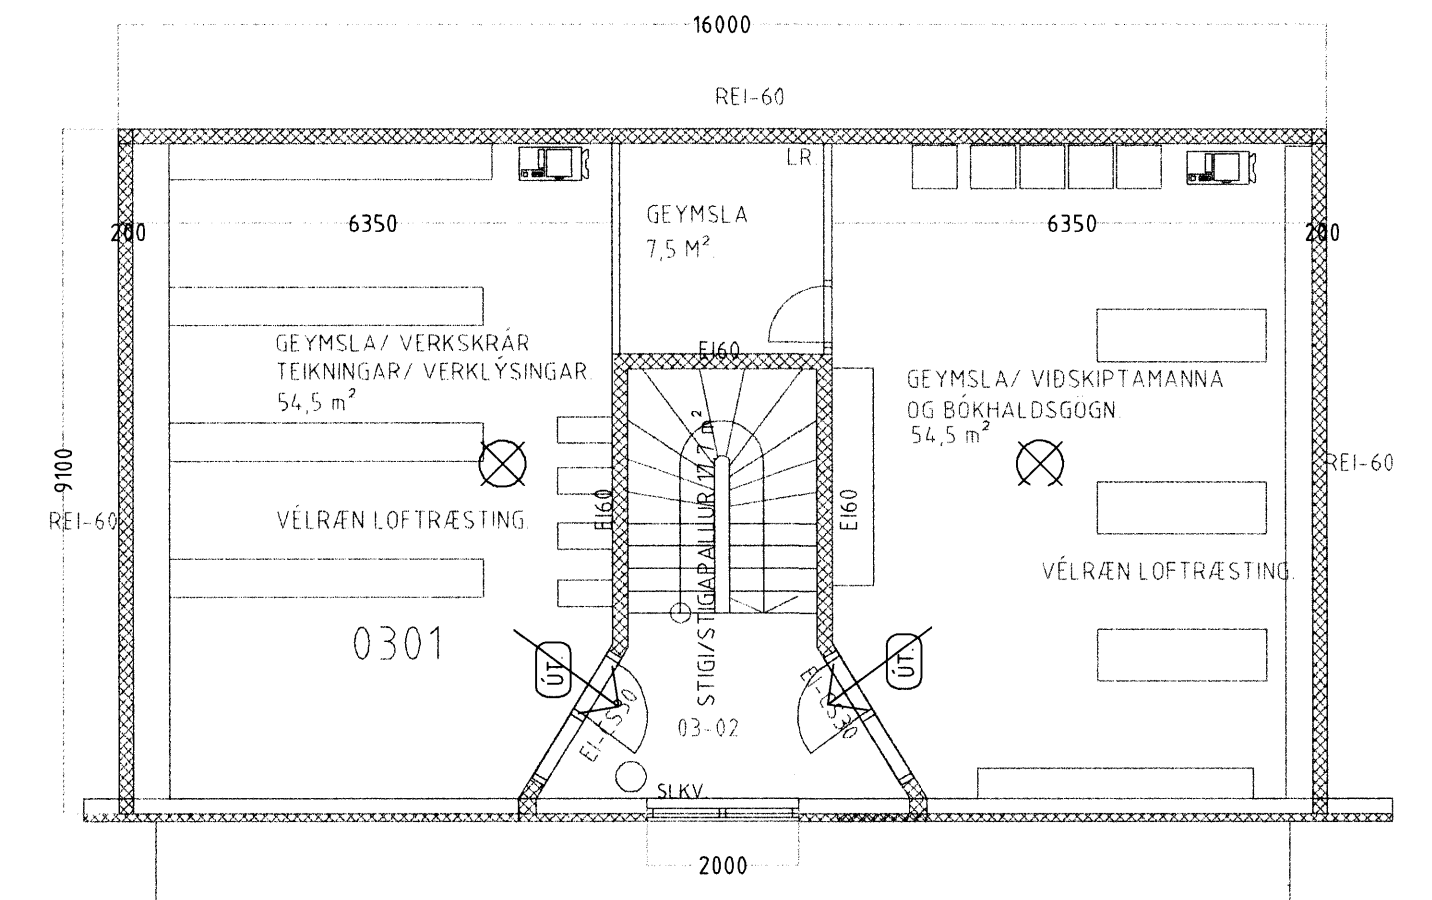 16000
REI-60
LR
GEYMSLA
7,5 M².
6350
6350
200
200
EI60
GEYMSLA/ VERKSKRÁR
TEIKNINGAR/ VERKLÝSINGAR.
54,5 m²
GEYMSLA/ VIÐSKIPTAMANNA
OG BÓKHALDSGÖGN.
54,5 m²
9100
REI-60
REI-60
EI60
EI60
STIGI/STIGAPALLUR 17,7 m²
VÉLRÆN LOFTRÆSTING.
VÉLRÆN LOFTRÆSTING.
0301
ÚT.
ÚT.
EI-CS30
EI-CS30
03-02
SLKV.
2000